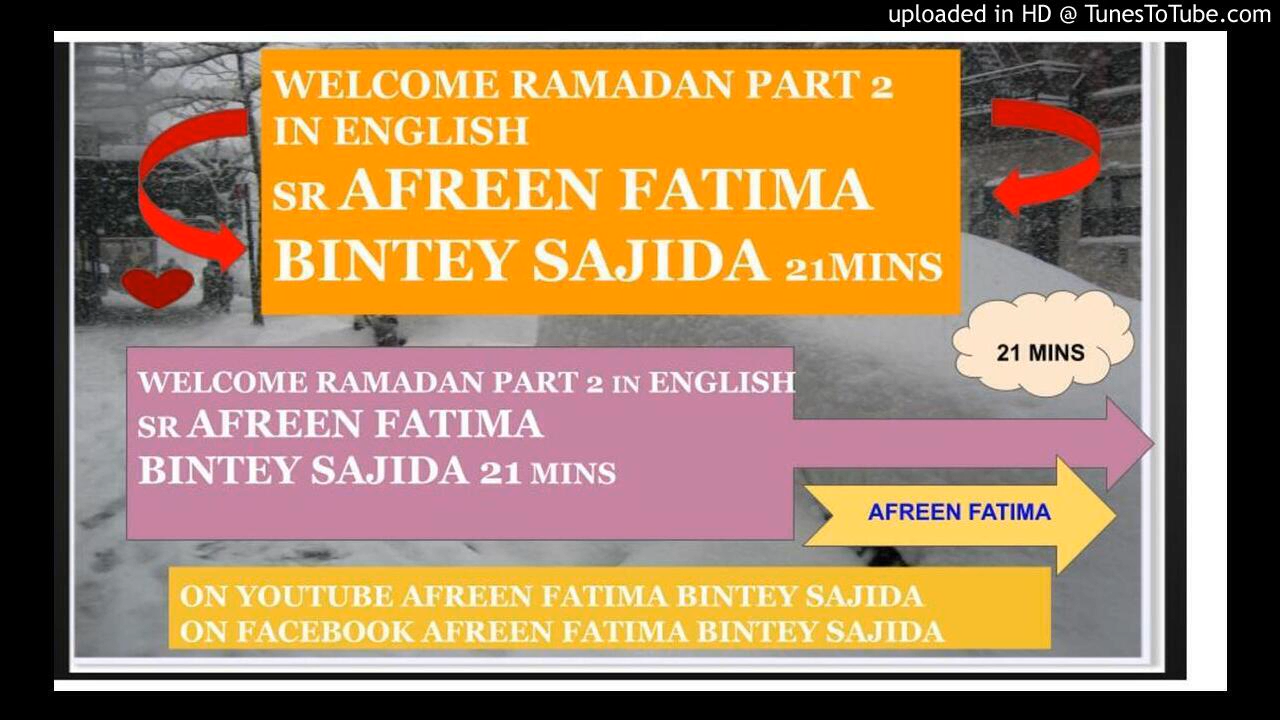 uploaded in HD @ TunesToTube.com
WELCOME RAMADAN PART 2
IN ENGLISH
SR AFREEN FATIMA
BINTEY SAJIDA 21MINS
21 MINS
WELCOME RAMADAN PART 2 IN ENGLISH
SR AFREEN FATIMA
BINTEY SAJIDA 21 MINS
AFREEN FATIMA
ON YOUTUBE AFREEN FATIMA BINTEY SAJIDA
ON FACEBOOK AFREEN FATIMA BINTEY SAJIDA